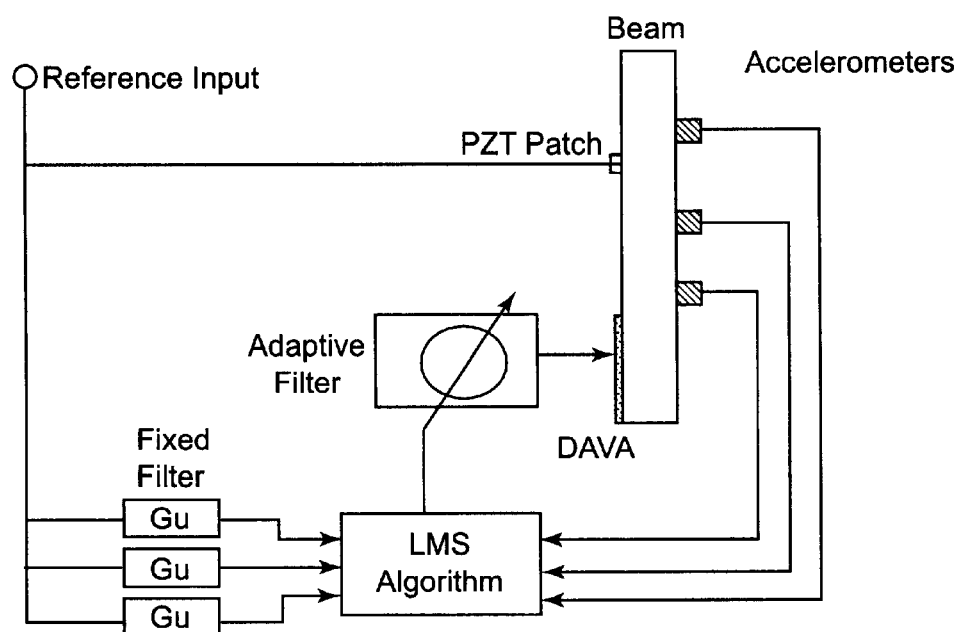 Beam
Accelerometers
Reference Input
PZT Patch
Adaptive
Filter
DAVA
Fixed
Filter
Gu
Gu
Gu
LMS
Algorithm